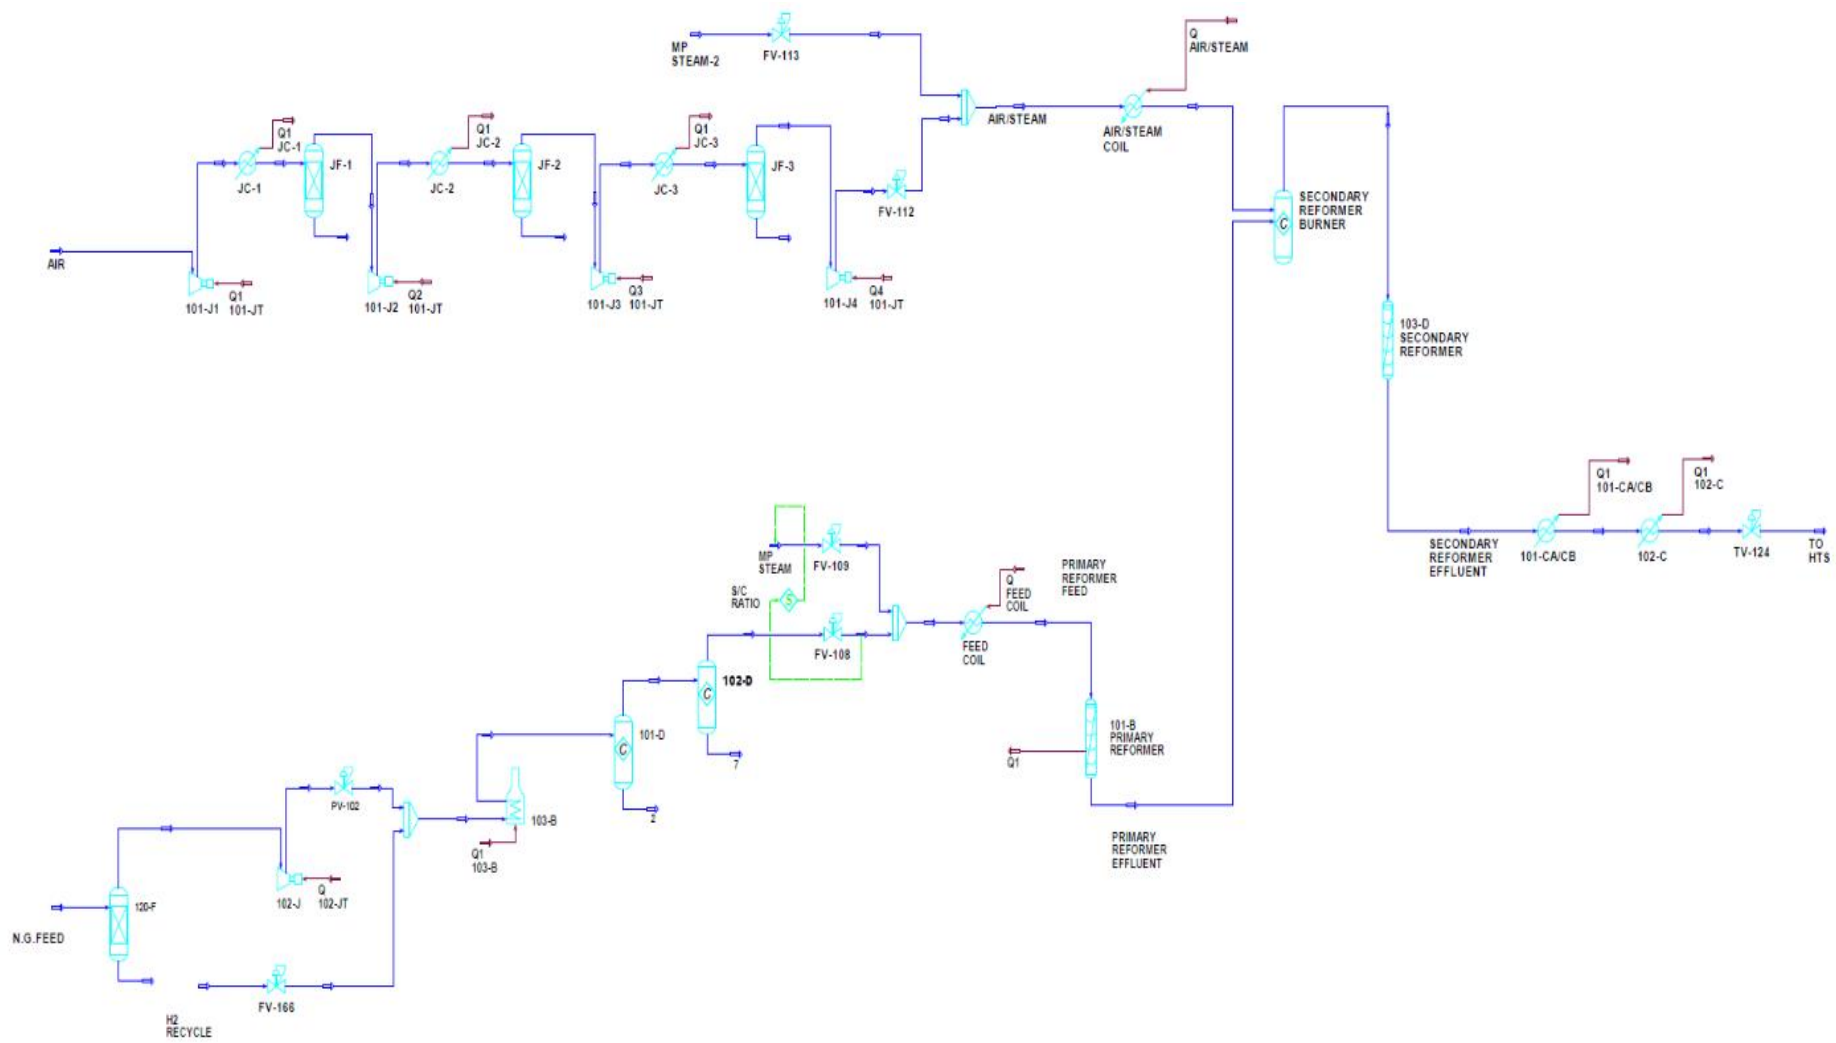 MP
STEAM-2
FV-113
Q
AIR/STEAM
AIR/STEAM
AIR/STEAM
COIL
Q1
JC-1
JC-1
JF-1
Q1
JC-2
JC-2
JF-2
Q1
JC-3
JC-3
JF-3
FV-112
SECONDARY
REFORMER
BURNER
C
AIR
101-J1
Q1
101-JT
101-J2
Q2
101-JT
101-J3
Q3
101-JT
101-J4
Q4
101-JT
103-D
SECONDARY
REFORMER
Q1
101-CA/CB
Q1
102-C
SECONDARY
REFORMER
EFFLUENT
101-CA/CB
102-C
TV-124
TO
HTS
MP
STEAM
FV-109
S/C
RATIO
S
FV-108
Q
FEED
COIL
FEED
COIL
PRIMARY
REFORMER
FEED
102-D
C
7
101-D
C
2
101-B
PRIMARY
REFORMER
Q1
PRIMARY
REFORMER
EFFLUENT
PV-102
103-B
Q1
103-B
102-J
Q
102-JT
120-F
N.G.FEED
FV-166
H2
RECYCLE